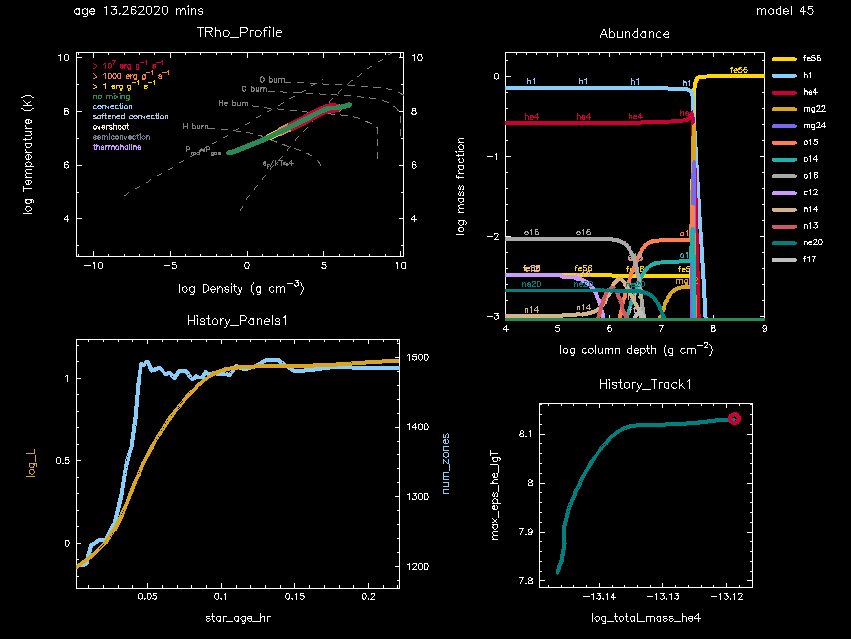 age 13.262020 mins
model 45
TRho_Profile
log Temperature (K)
10
8
6
4
10
8
6
4
> 10⁷ erg g⁻¹ s⁻¹
> 1000 erg g⁻¹ s⁻¹
> 1 erg g⁻¹ s⁻¹
no mixing
convection
softened convection
overshoot
semiconvection
thermohaline
O burn
C burn
He burn
H burn
−10
−5
0
5
10
log Density (g cm⁻³)
Abundance
log mass fraction
0
−1
−2
−3
h1
h1
h1
h1
he4
he4
he4
he
fe56
o16
o16
ne20
n14
n14
4
5
6
7
8
9
log column depth (g cm⁻²)
fe56
h1
he4
mg22
mg24
o15
o14
o16
c12
n14
n13
ne20
f17
History_Panels1
log_L
1
0.5
0
1500
1400
1300
1200
num_zones
0.05
0.1
0.15
0.2
star_age_hr
History_Track1
max_eps_he_lgT
8.1
8
7.9
7.8
−13.14
−13.13
−13.12
log_total_mass_he4